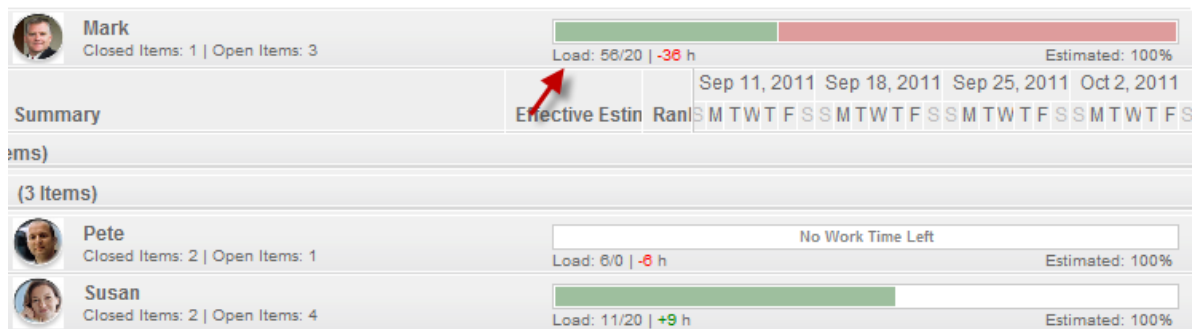 Mark
Closed Items: 1 | Open Items: 3
Load: 56/20 | -36 h Estimated: 100%
Sep 11, 2011 Sep 18, 2011 Sep 25, 2011 Oct 2, 2011
Summary Effective Estin Rank S M T W T F S S M T W T F S S M T W T F S S M T W T F S
ems)
(3 Items)
Pete
Closed Items: 2 | Open Items: 1
No Work Time Left
Load: 6/0 | -6 h Estimated: 100%
Susan
Closed Items: 2 | Open Items: 4
Load: 11/20 | +9 h Estimated: 100%